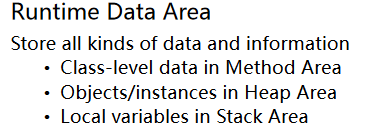 Runtime Data Area
Store all kinds of data and information
• Class-level data in Method Area
• Objects/instances in Heap Area
• Local variables in Stack Area